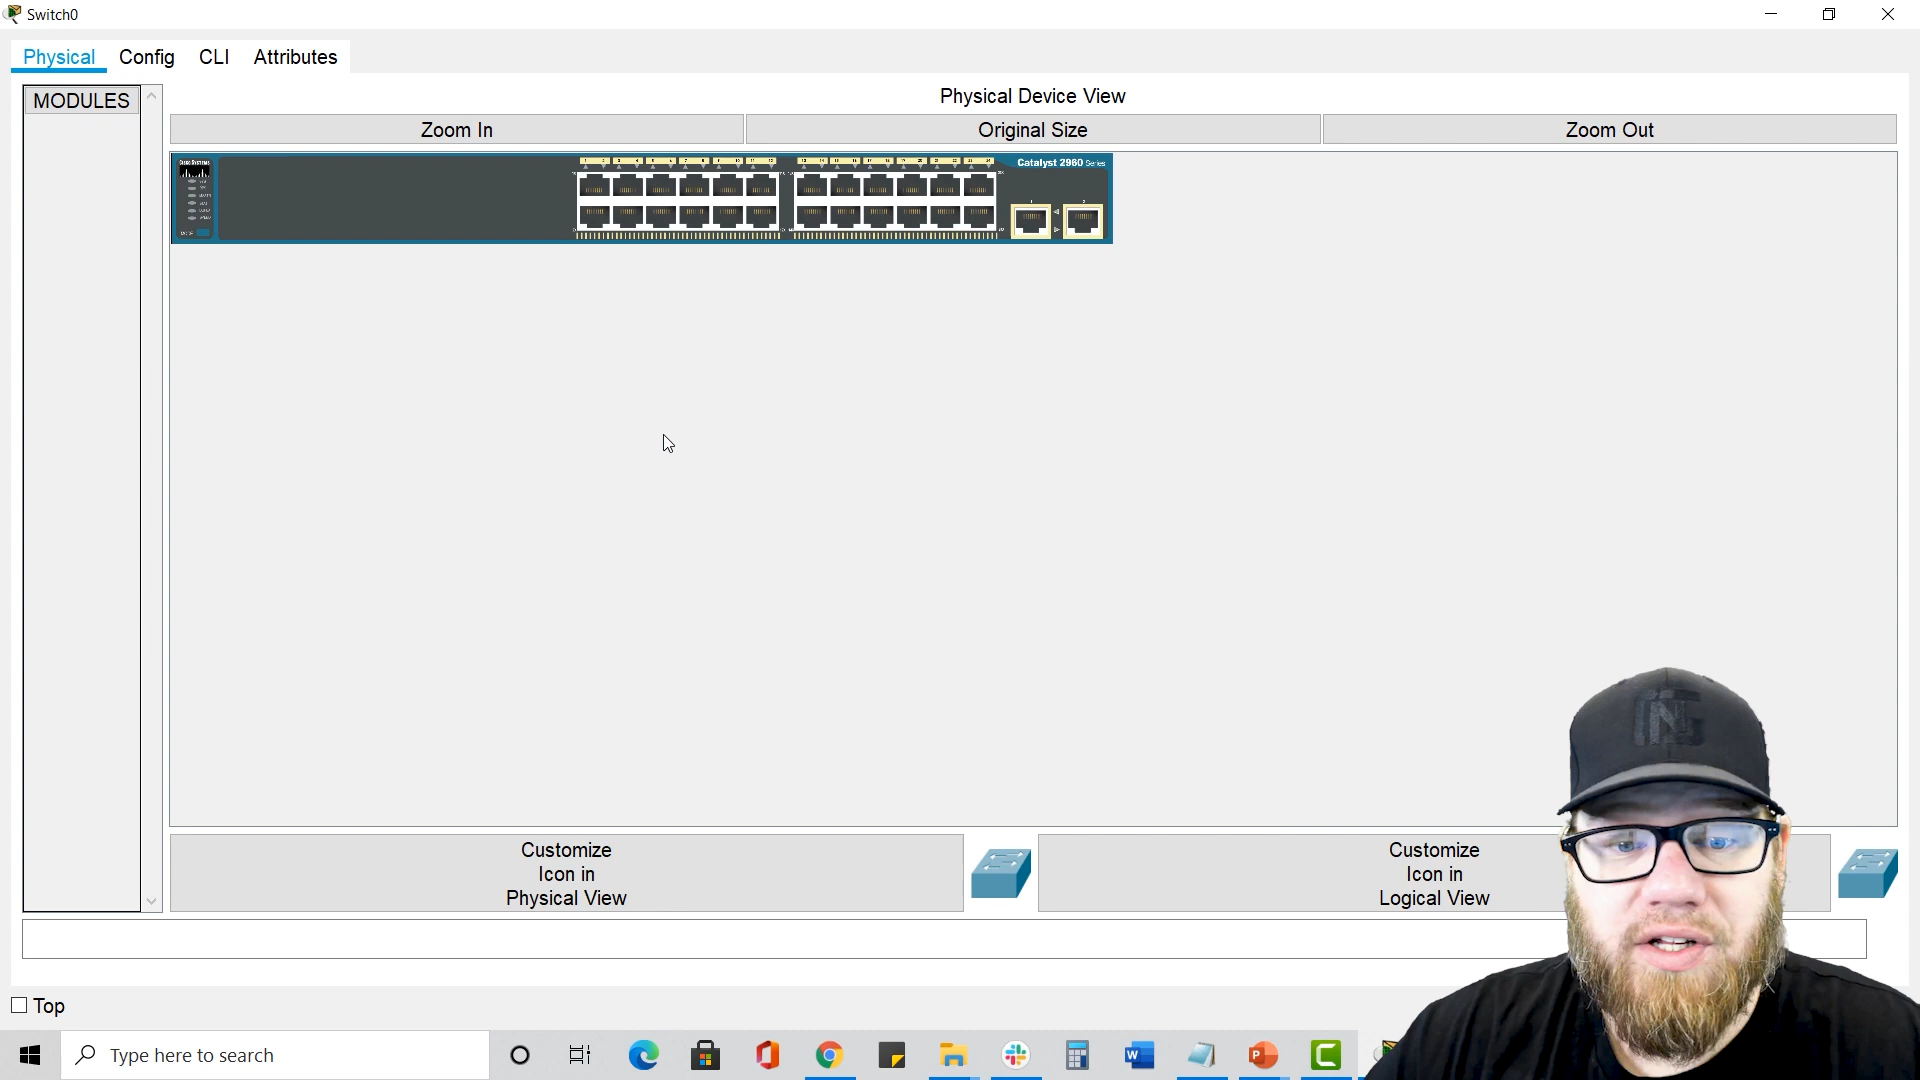 Switch0
Physical Config CLI Attributes
MODULES
Physical Device View
Zoom In Original Size Zoom Out
Catalyst 2960 Series
Customize
Icon in
Physical View
Customize
Icon in
Logical View
Top
Type here to search